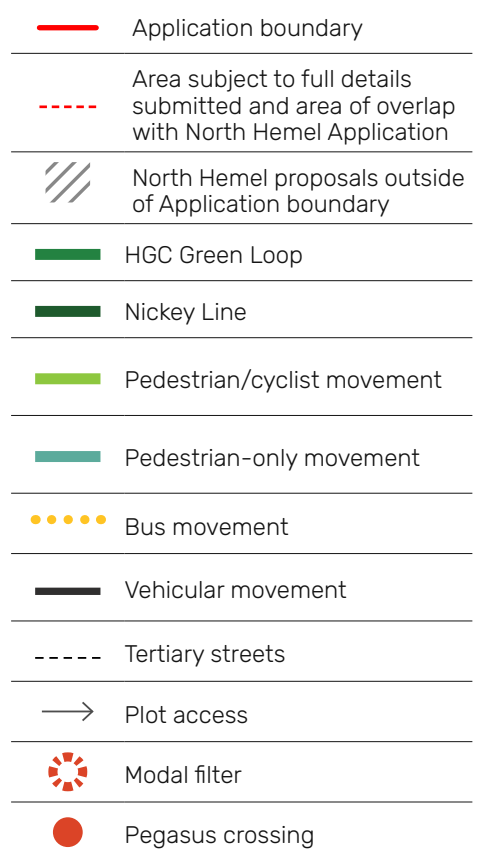 Application boundary
Area subject to full details
submitted and area of overlap
with North Hemel Application
North Hemel proposals outside
of Application boundary
HGC Green Loop
Nickey Line
Pedestrian/cyclist movement
Pedestrian-only movement
Bus movement
Vehicular movement
Tertiary streets
Plot access
Modal filter
Pegasus crossing